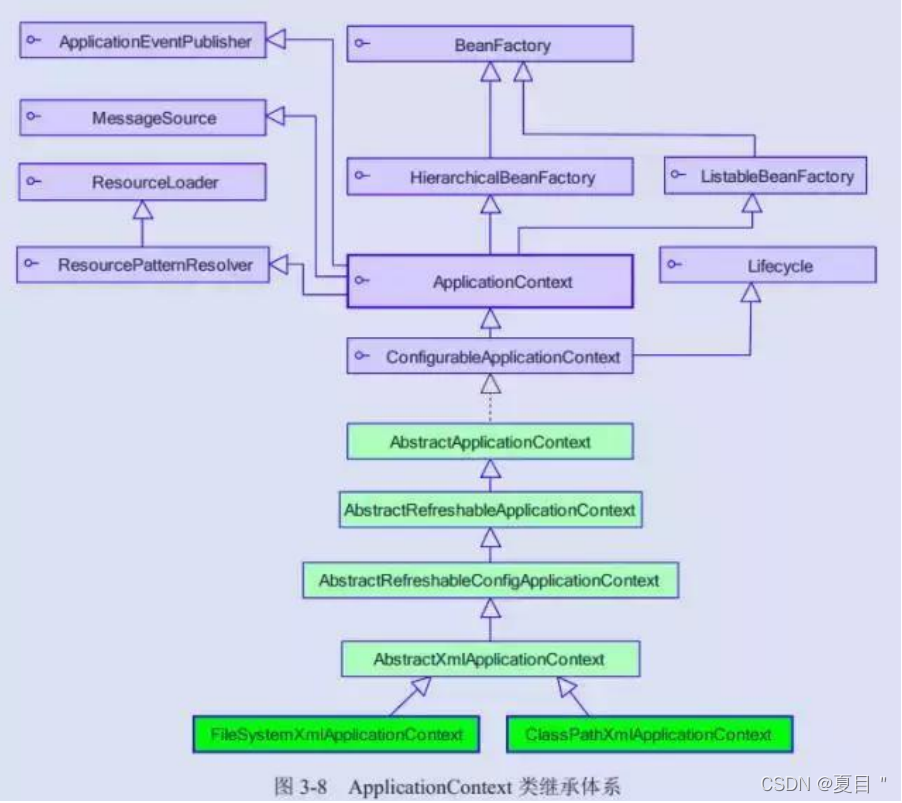 ApplicationEventPublisher
BeanFactory
MessageSource
ResourceLoader
HierarchicalBeanFactory
ListableBeanFactory
ResourcePatternResolver
ApplicationContext
Lifecycle
ConfigurableApplicationContext
AbstractApplicationContext
AbstractRefreshableApplicationContext
AbstractRefreshableConfigApplicationContext
AbstractXmlApplicationContext
FileSystemXmlApplicationContext
ClassPathXmlApplicationContext
图 3-8 ApplicationContext 类继承体系
CSDN @夏目 "